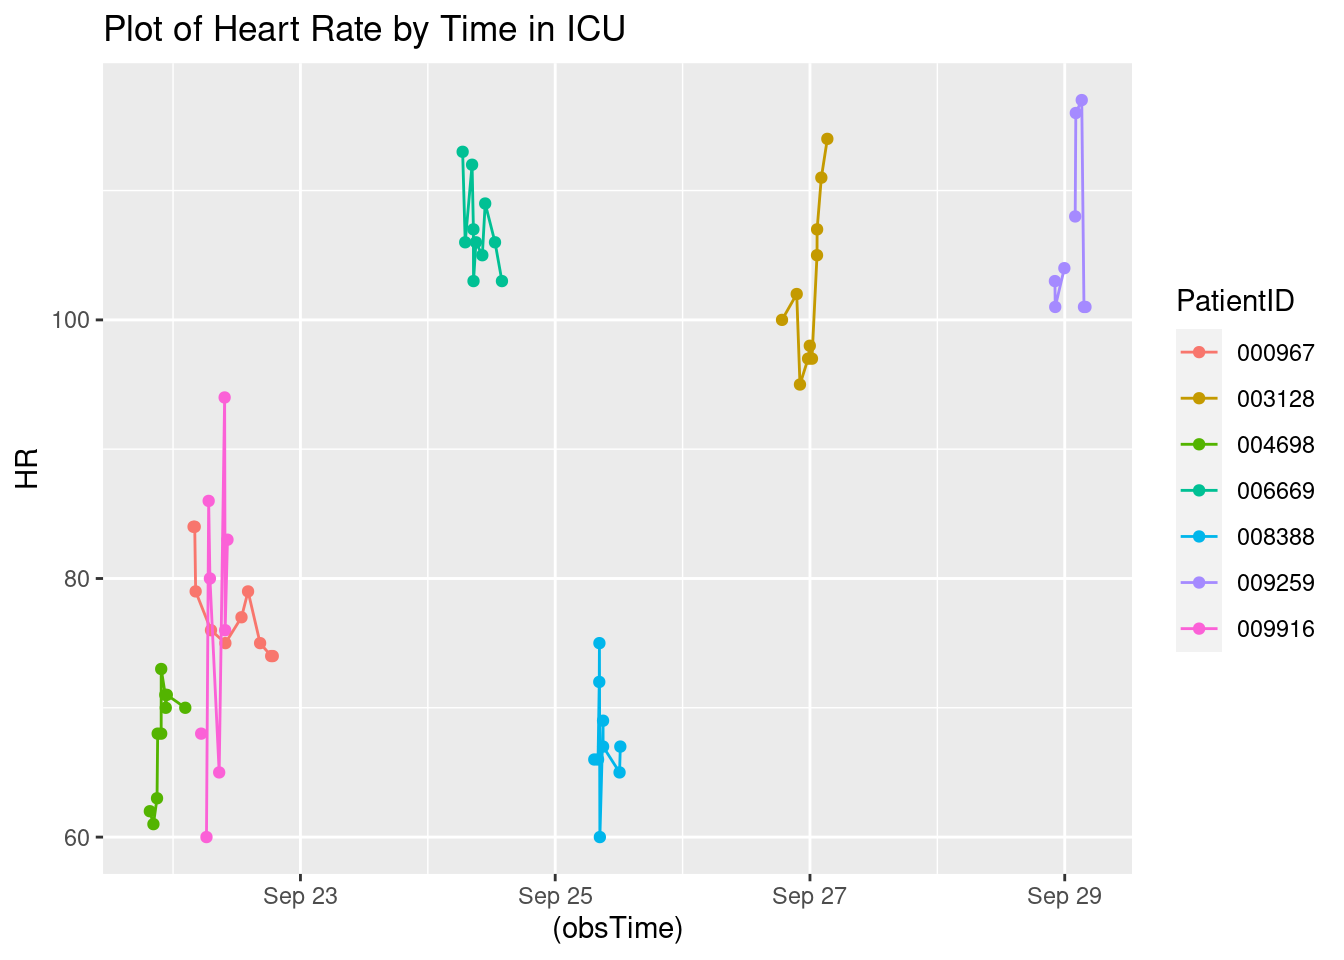 Plot of Heart Rate by Time in ICU
HR
100
80
60
Sep 23
Sep 25
Sep 27
Sep 29
(obsTime)
PatientID
000967
003128
004698
006669
008388
009259
009916